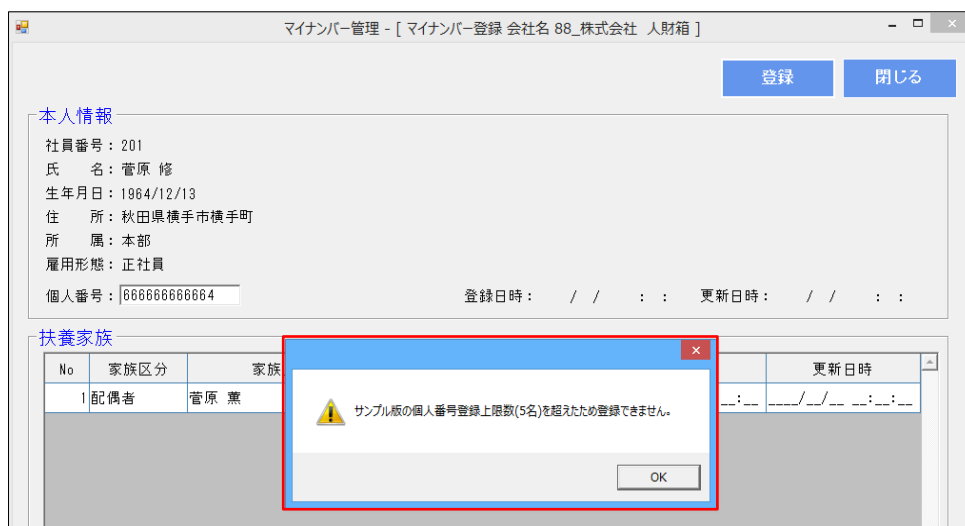 マイナンバー管理 - [ マイナンバー登録 会社名 88_株式会社 人財箱 ]
登録 閉じる
本人情報
社員番号： 201
氏　　名： 菅原 修
生年月日： 1964/12/13
住　　所： 秋田県横手市横手町
所　　属： 本部
雇用形態： 正社員
個人番号： 666666666664 登録日時： / / : : 更新日時： / / : :
扶養家族
No 家族区分 家族 更新日時
1 配偶者 菅原 薫 __:__ ____/__/__ __:__:__
サンプル版の個人番号登録上限数(5名)を超えたため登録できません。
OK